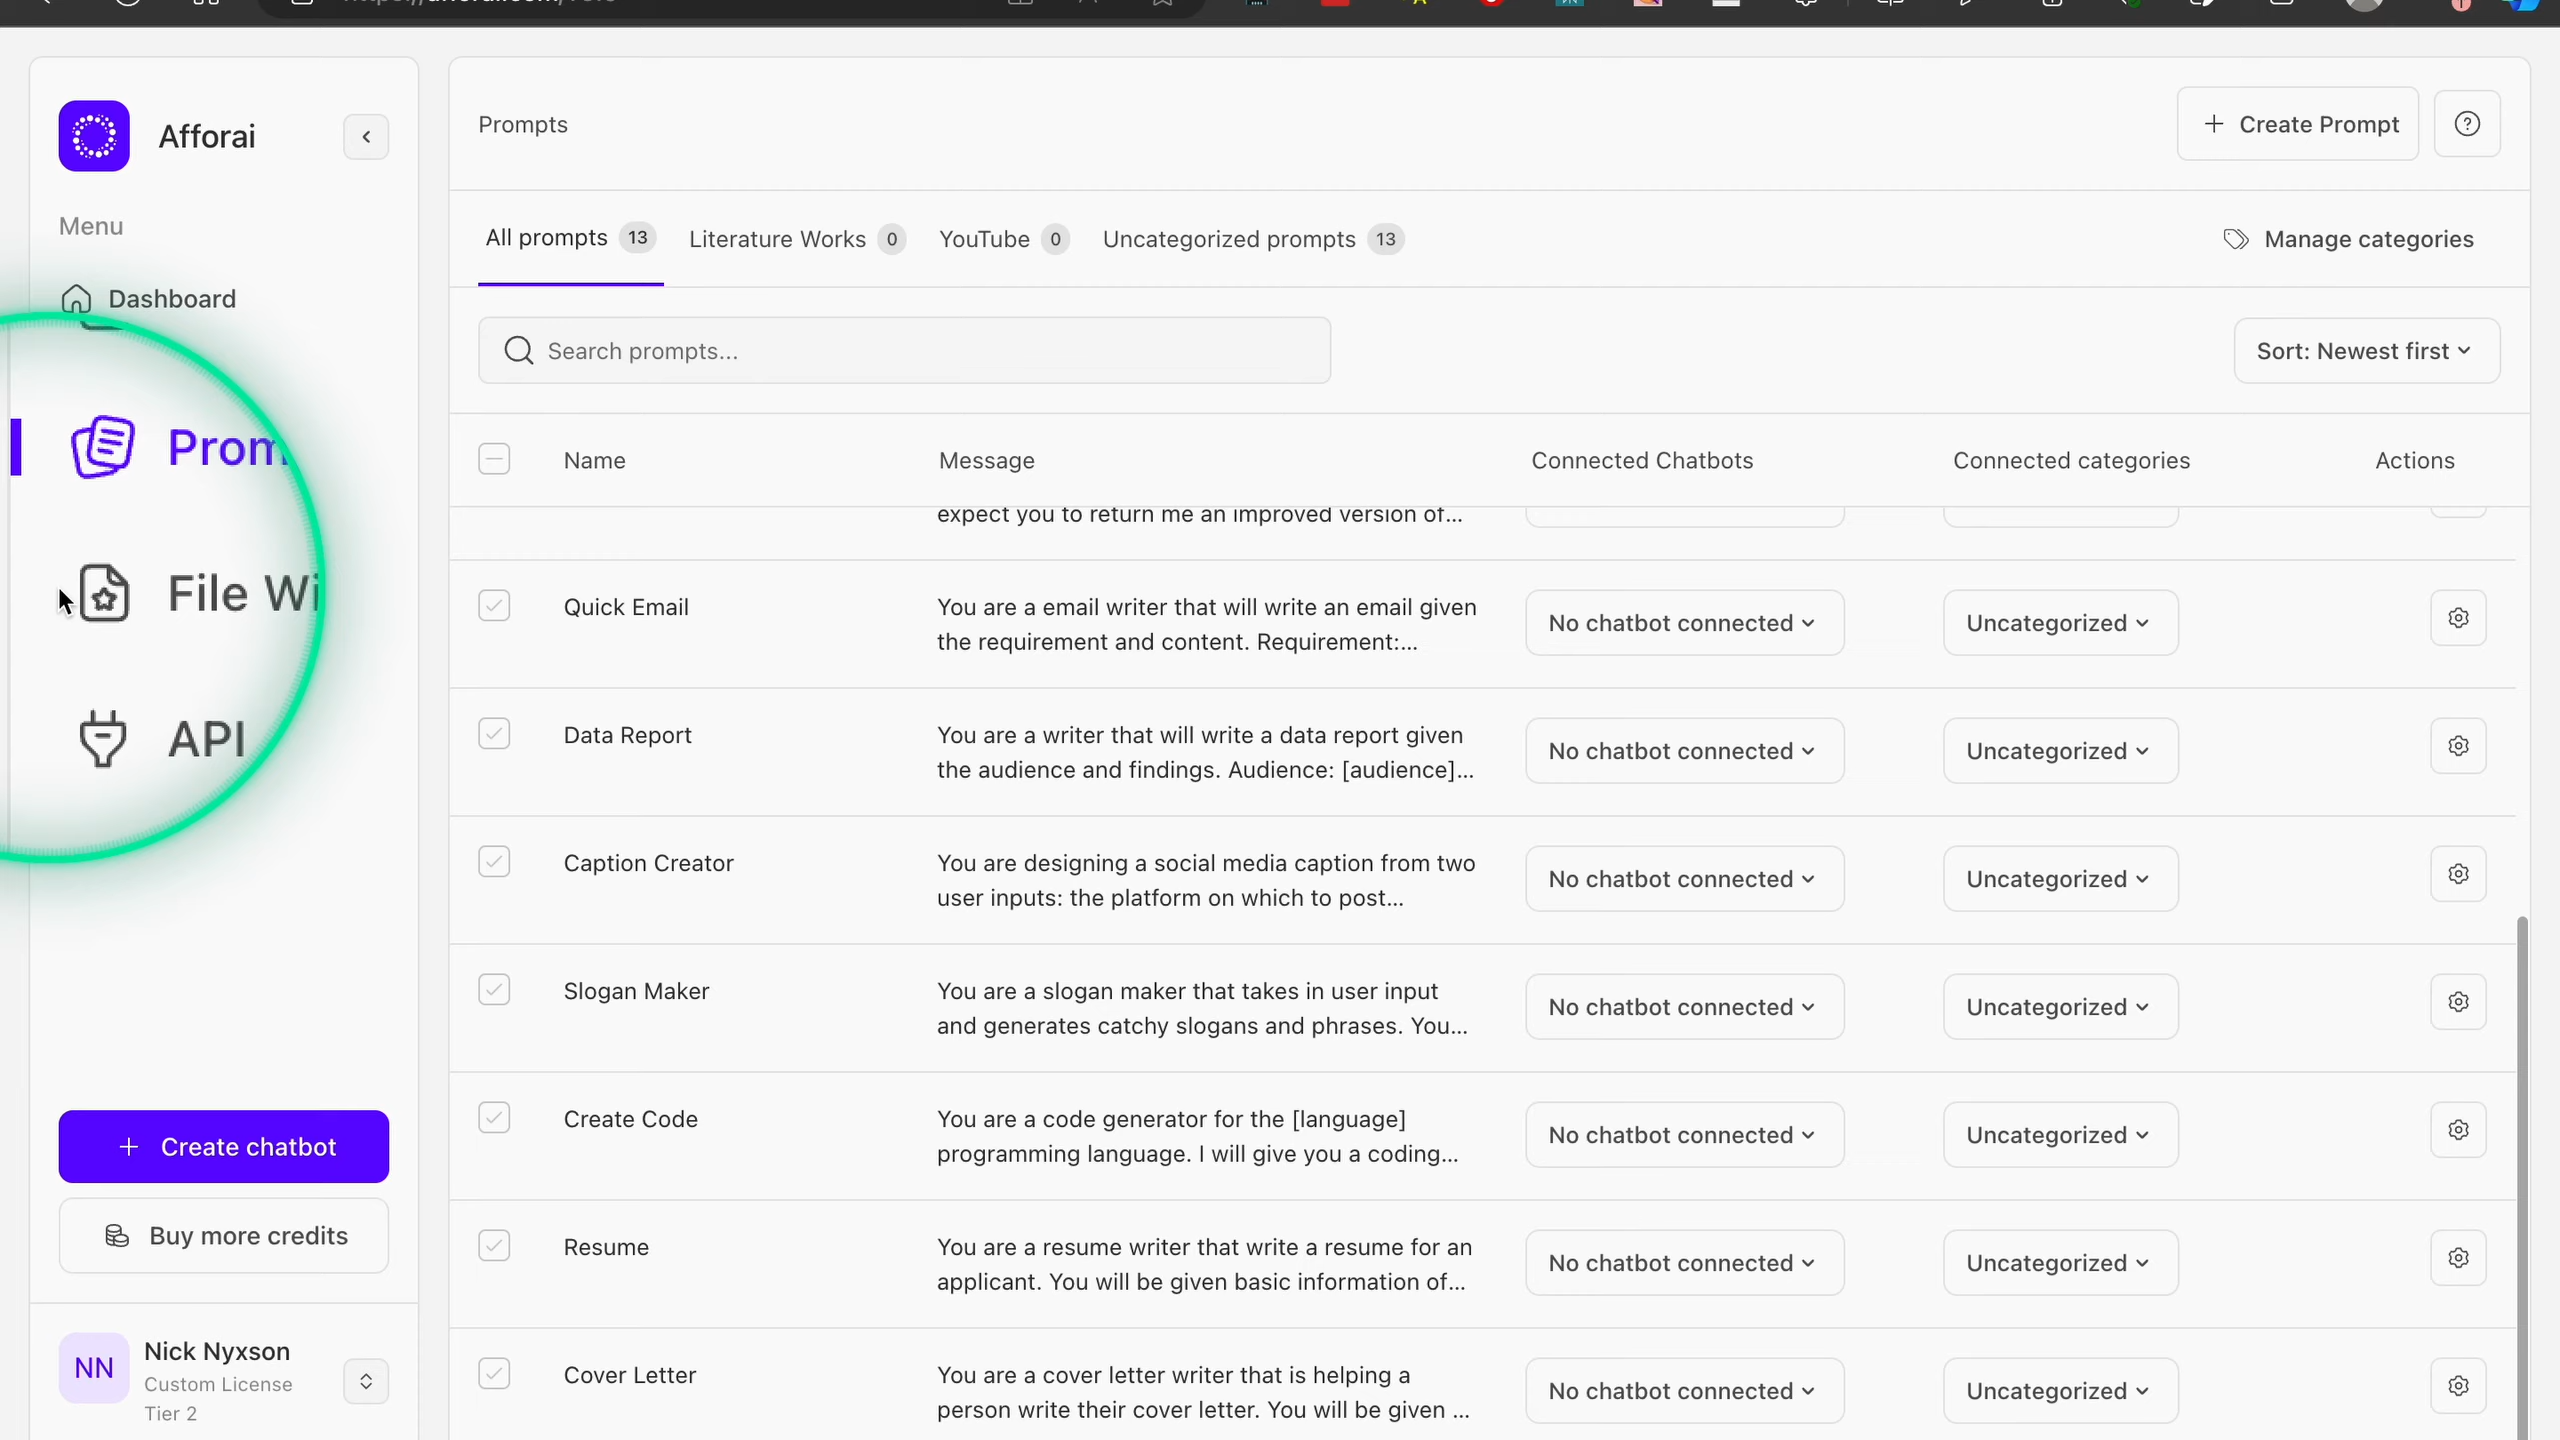 Afforai
Menu
Dashboard
Prom
File Wi
API
+ Create chatbot
Buy more credits
NN
Nick Nyxson
Custom License
Tier 2
Prompts
+ Create Prompt
All prompts 13
Literature Works 0
YouTube 0
Uncategorized prompts 13
Manage categories
Search prompts...
Sort: Newest first
Name
Message
Connected Chatbots
Connected categories
Actions
expect you to return me an improved version of...
Quick Email
You are a email writer that will write an email given
the requirement and content. Requirement:...
No chatbot connected
Uncategorized
Data Report
You are a writer that will write a data report given
the audience and findings. Audience: [audience]...
No chatbot connected
Uncategorized
Caption Creator
You are designing a social media caption from two
user inputs: the platform on which to post...
No chatbot connected
Uncategorized
Slogan Maker
You are a slogan maker that takes in user input
and generates catchy slogans and phrases. You...
No chatbot connected
Uncategorized
Create Code
You are a code generator for the [language]
programming language. I will give you a coding...
No chatbot connected
Uncategorized
Resume
You are a resume writer that write a resume for an
applicant. You will be given basic information of...
No chatbot connected
Uncategorized
Cover Letter
You are a cover letter writer that is helping a
person write their cover letter. You will be given ...
No chatbot connected
Uncategorized